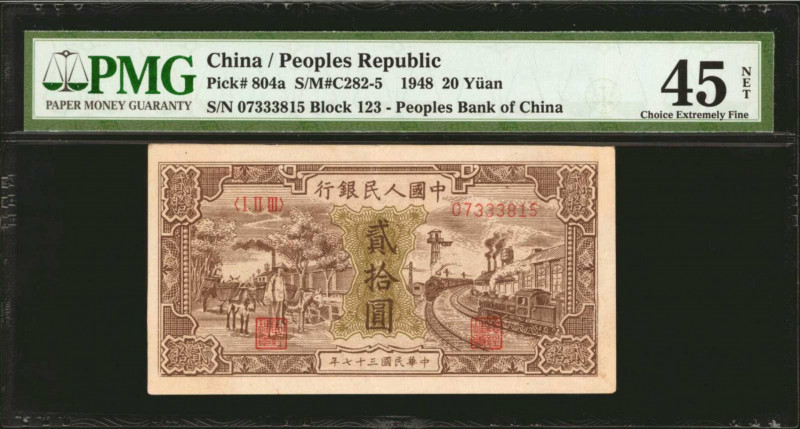 PMG
PAPER MONEY GUARANTY
China / Peoples Republic
Pick# 804a S/M#C282-5 1948 20 Yüan
S/N 07333815 Block 123 - Peoples Bank of China
45 NET
Choice Extremely Fine
行銀民人國中
〈I II III〉
07333815
貳拾圓
年七十三國民華中